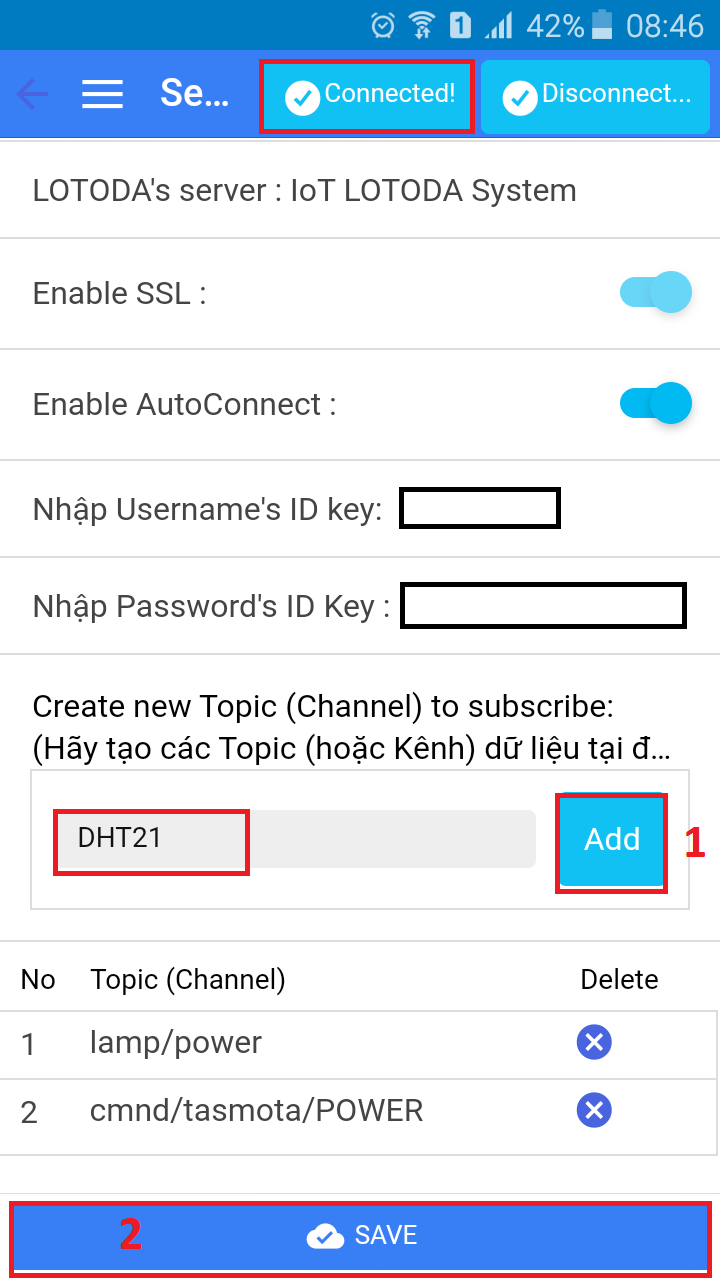 1 42% 08:46
Se... Connected! Disconnect...
LOTODA's server : IoT LOTODA System
Enable SSL :
Enable AutoConnect :
Nhập Username's ID key:
Nhập Password's ID Key :
Create new Topic (Channel) to subscribe:
(Hãy tạo các Topic (hoặc Kênh) dữ liệu tại đ...
DHT21 Add 1
No Topic (Channel) Delete
1 lamp/power
2 cmnd/tasmota/POWER
2 SAVE